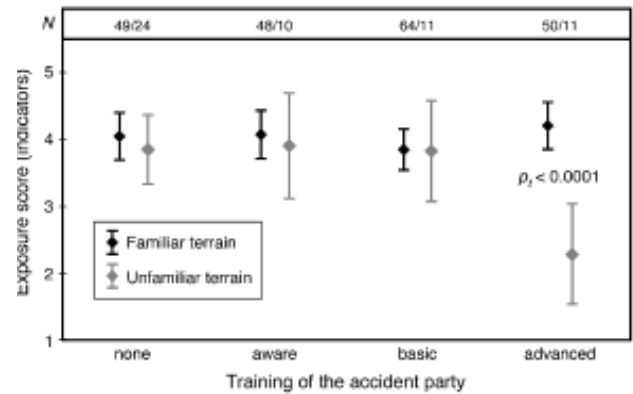 N 49/24 48/10 64/11 50/11
Exposure score (indicators)
5
4
3
2
1
pt < 0.0001
Familiar terrain
Unfamiliar terrain
none aware basic advanced
Training of the accident party